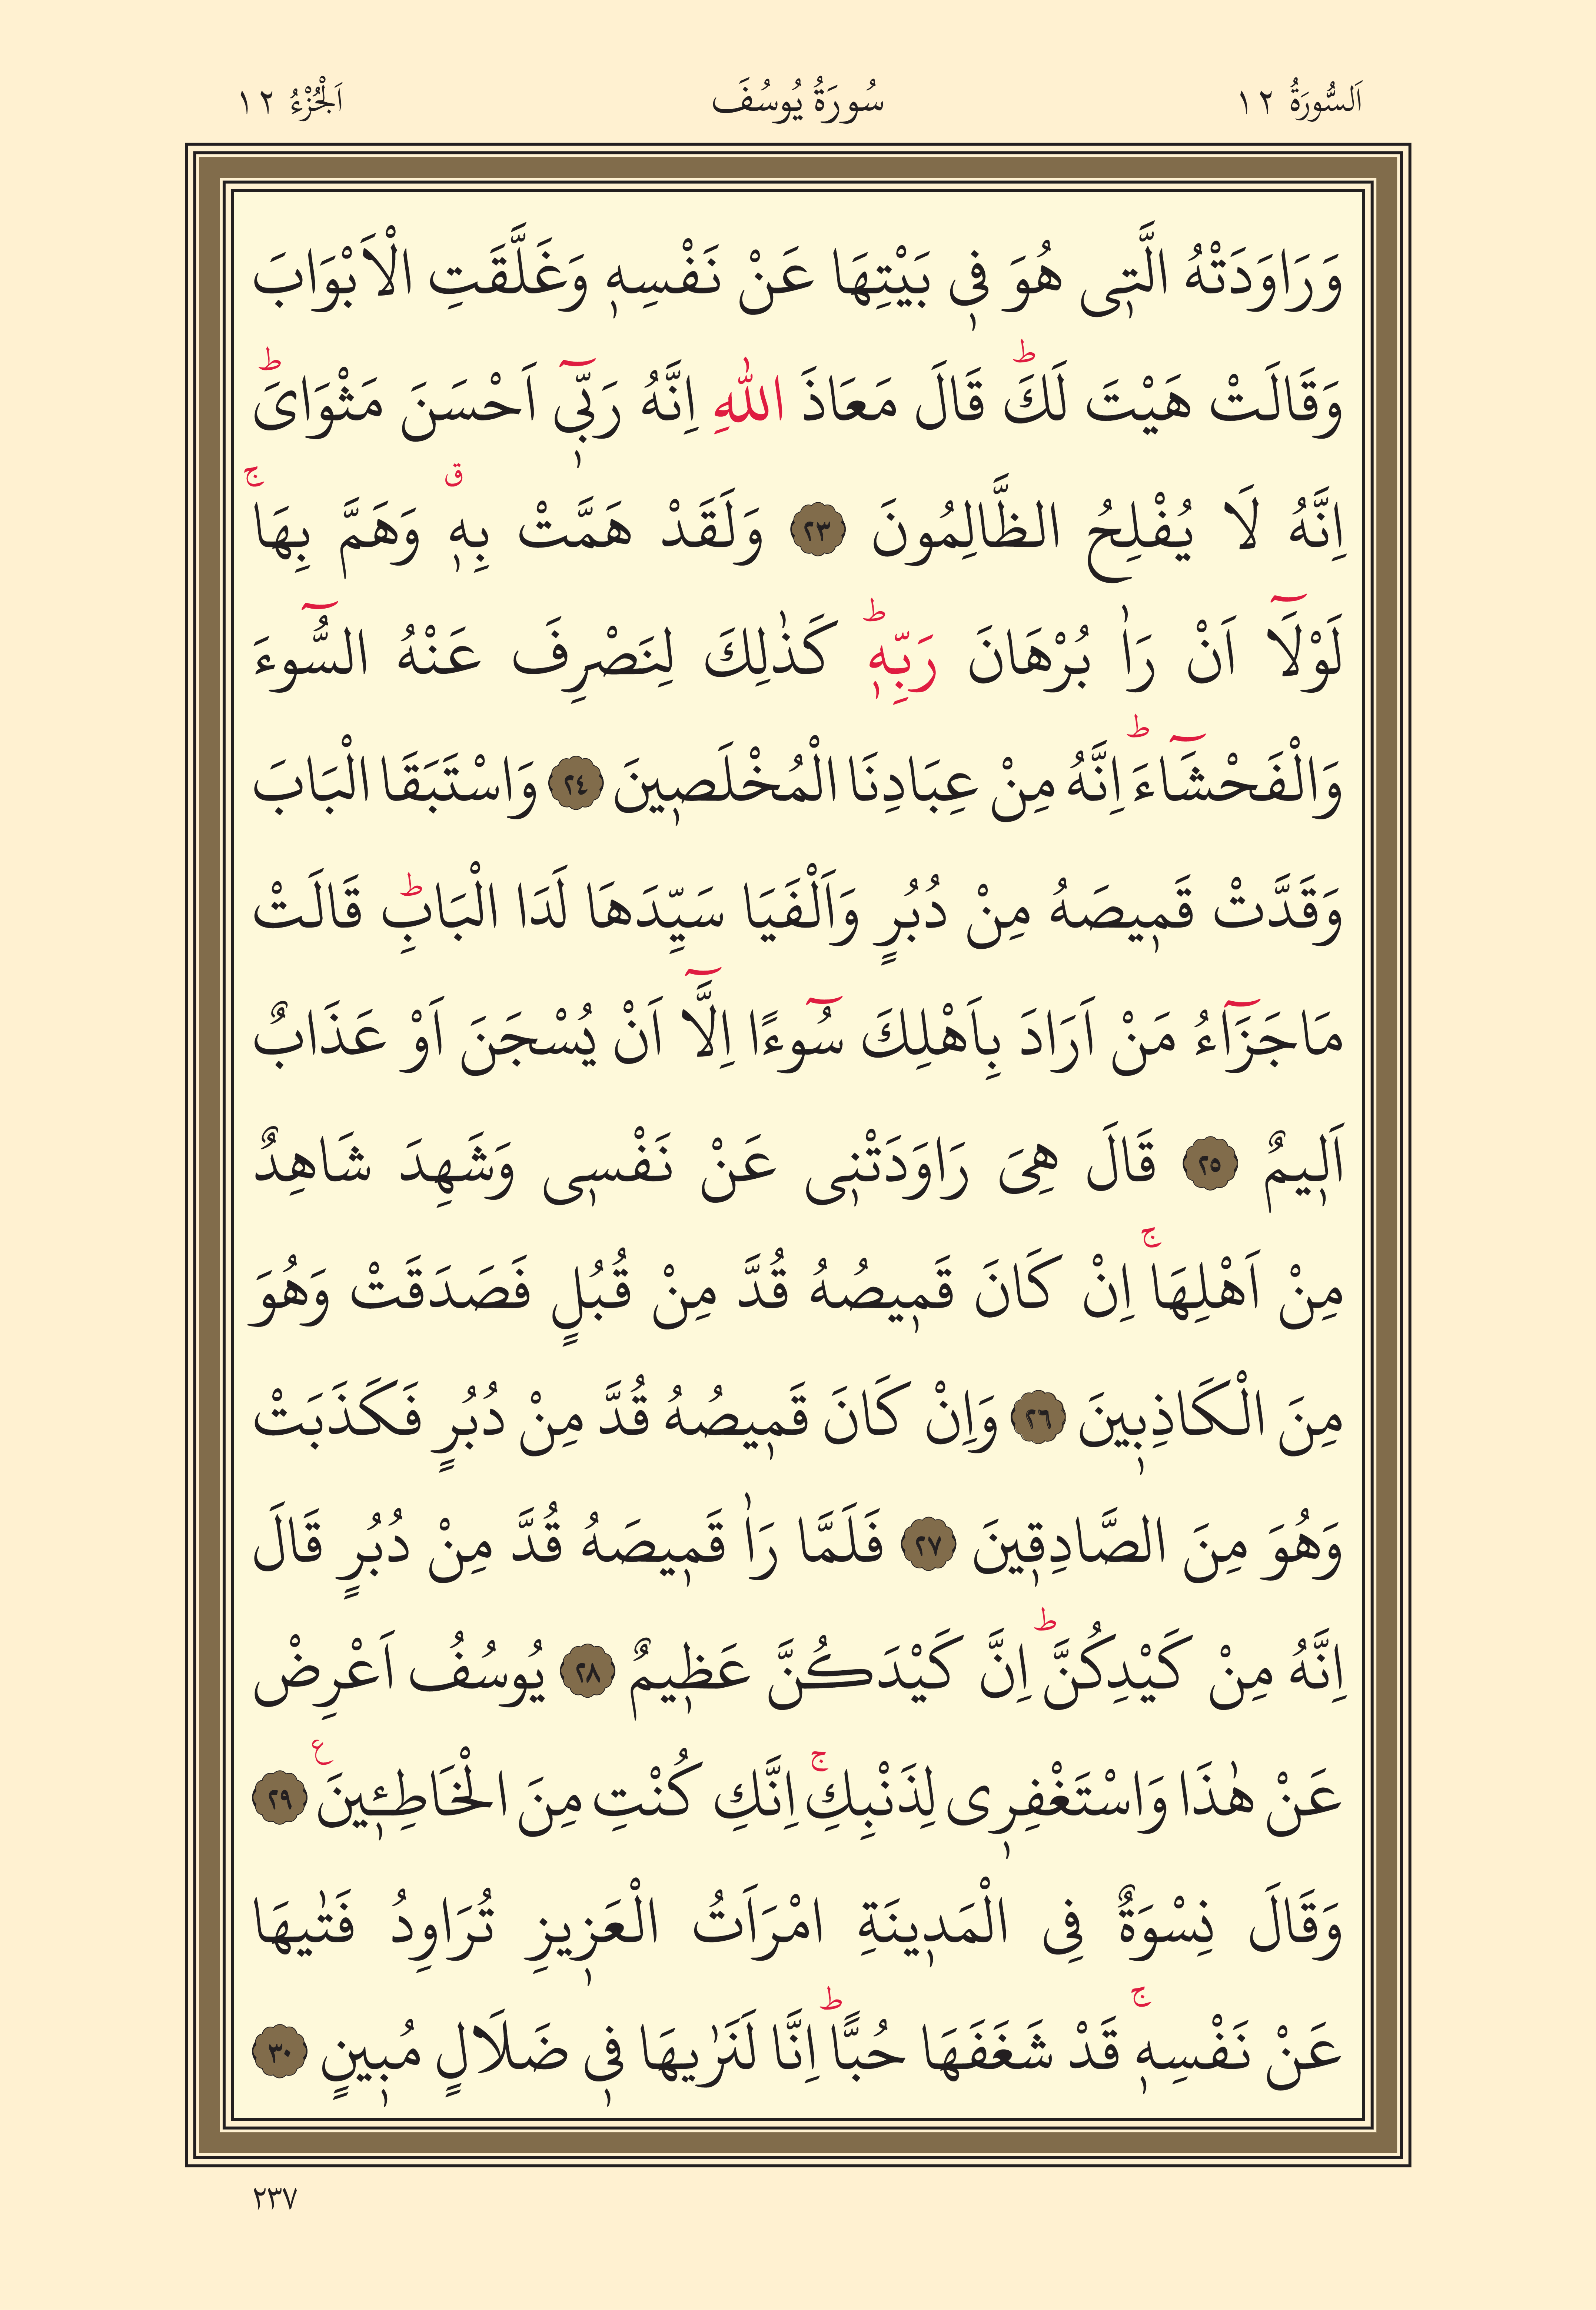 اَلسُّورَةُ ١٢ سُورَةُ يُوسُفَ اَلْجُزْءُ ١٢
وَرَاوَدَتْهُ الَّت۪ى هُوَ ف۪ى بَيْتِهَا عَنْ نَفْسِه۪ وَغَلَّقَتِ الْاَبْوَابَ
وَقَالَتْ هَيْتَ لَكَۜ قَالَ مَعَاذَ اللّٰهِ اِنَّهُ رَبّ۪ٓى اَحْسَنَ مَثْوَاىَۜ
اِنَّهُ لَا يُفْلِحُ الظَّالِمُونَ ﴿٢٣﴾ وَلَقَدْ هَمَّتْ بِه۪ۗ وَهَمَّ بِهَاۚ
لَوْلَٓا اَنْ رَاٰ بُرْهَانَ رَبِّه۪ۜ كَذٰلِكَ لِنَصْرِفَ عَنْهُ السُّٓوءَ
وَالْفَحْشَٓاءَۜ اِنَّهُ مِنْ عِبَادِنَا الْمُخْلَص۪ينَ ﴿٢٤﴾ وَاسْتَبَقَا الْبَابَ
وَقَدَّتْ قَم۪يصَهُ مِنْ دُبُرٍ وَاَلْفَيَا سَيِّدَهَا لَدَا الْبَابِۜ قَالَتْ
مَاجَزَٓاءُ مَنْ اَرَادَ بِاَهْلِكَ سُٓوءًا اِلَّٓا اَنْ يُسْجَنَ اَوْ عَذَابٌ
اَل۪يمٌ ﴿٢٥﴾ قَالَ هِىَ رَاوَدَتْن۪ى عَنْ نَفْس۪ى وَشَهِدَ شَاهِدٌ
مِنْ اَهْلِهَاۚ اِنْ كَانَ قَم۪يصُهُ قُدَّ مِنْ قُبُلٍ فَصَدَقَتْ وَهُوَ
مِنَ الْكَاذِب۪ينَ ﴿٢٦﴾ وَاِنْ كَانَ قَم۪يصُهُ قُدَّ مِنْ دُبُرٍ فَكَذَبَتْ
وَهُوَ مِنَ الصَّادِق۪ينَ ﴿٢٧﴾ فَلَمَّا رَاٰ قَم۪يصَهُ قُدَّ مِنْ دُبُرٍ قَالَ
اِنَّهُ مِنْ كَيْدِكُنَّۜ اِنَّ كَيْدَكُنَّ عَظ۪يمٌ ﴿٢٨﴾ يُوسُفُ اَعْرِضْ
عَنْ هٰذَا وَاسْتَغْفِر۪ى لِذَنْبِكِۚ اِنَّكِ كُنْتِ مِنَ الْخَاطِـ۪ٔينَ ع ﴿٢٩﴾
وَقَالَ نِسْوَةٌ فِى الْمَد۪ينَةِ امْرَاَتُ الْعَز۪يزِ تُرَاوِدُ فَتٰيهَا
عَنْ نَفْسِه۪ۚ قَدْ شَغَفَهَا حُبًّاۜ اِنَّا لَنَرٰيهَا ف۪ى ضَلَالٍ مُب۪ينٍ ﴿٣٠﴾
٢٣٧